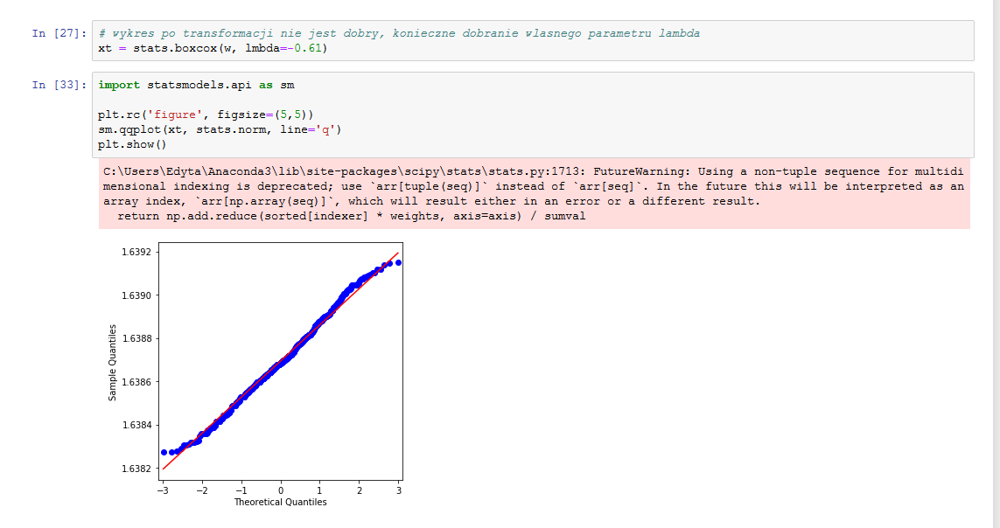 In [27]: # wykres po transformacji nie jest dobry, konieczne dobranie wlasnego parametru lambda
xt = stats.boxcox(w, lmbda=-0.61)
In [33]: import statsmodels.api as sm
plt.rc('figure', figsize=(5,5))
sm.qqplot(xt, stats.norm, line='q')
plt.show()
C:\Users\Edyta\Anaconda3\lib\site-packages\scipy\stats\stats.py:1713: FutureWarning: Using a non-tuple sequence for multidi
mensional indexing is deprecated; use `arr[tuple(seq)]` instead of `arr[seq]`. In the future this will be interpreted as an
array index, `arr[np.array(seq)]`, which will result either in an error or a different result.
return np.add.reduce(sorted[indexer] * weights, axis=axis) / sumval
1.6392
1.6390
1.6388
1.6386
1.6384
1.6382
Sample Quantiles
−3 −2 −1 0 1 2 3
Theoretical Quantiles